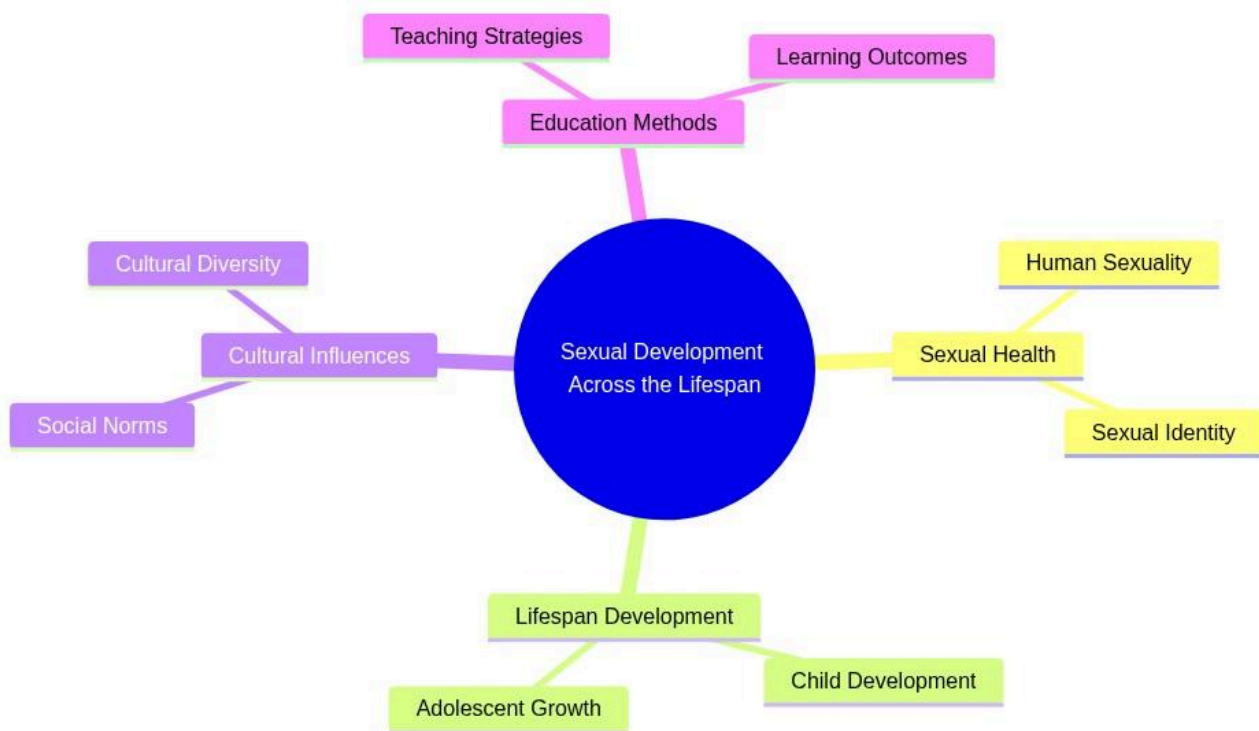 Teaching Strategies
Learning Outcomes
Education Methods
Cultural Diversity
Human Sexuality
Cultural Influences
Sexual Development
Across the Lifespan
Sexual Health
Social Norms
Sexual Identity
Lifespan Development
Child Development
Adolescent Growth